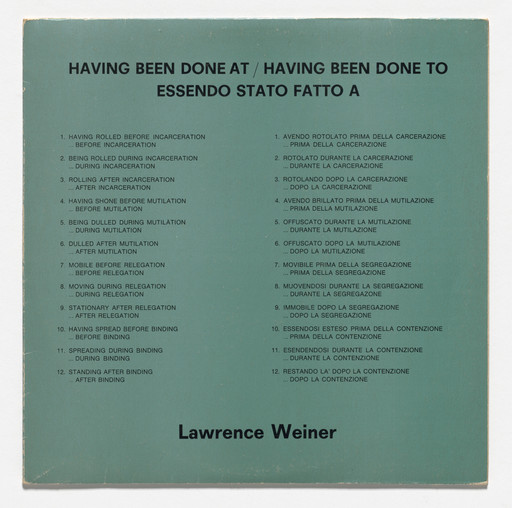 HAVING BEEN DONE AT / HAVING BEEN DONE TO
ESSENDO STATO FATTO A
1. HAVING ROLLED BEFORE INCARCERATION
... BEFORE INCARCERATION
2. BEING ROLLED DURING INCARCERATION
... DURING INCARCERATION
3. ROLLING AFTER INCARCERATION
... AFTER INCARCERATION
4. HAVING SHONE BEFORE MUTILATION
... BEFORE MUTILATION
5. BEING DULLED DURING MUTILATION
... DURING MUTILATION
6. DULLED AFTER MUTILATION
... AFTER MUTILATION
7. MOBILE BEFORE RELEGATION
... BEFORE RELEGATION
8. MOVING DURING RELEGATION
... DURING RELEGATION
9. STATIONARY AFTER RELEGATION
... AFTER RELEGATION
10. HAVING SPREAD BEFORE BINDING
... BEFORE BINDING
11. SPREADING DURING BINDING
... DURING BINDING
12. STANDING AFTER BINDING
... AFTER BINDING
1. AVENDO ROTOLATO PRIMA DELLA CARCERAZIONE
... PRIMA DELLA CARCERAZIONE
2. ROTOLATO DURANTE LA CARCERAZIONE
... DURANTE LA CARCERAZIONE
3. ROTOLANDO DOPO LA CARCERAZIONE
... DOPO LA CARCERAZIONE
4. AVENDO BRILLATO PRIMA DELLA MUTILAZIONE
... PRIMA DELLA MUTILAZIONE
5. OFFUSCATO DURANTE LA MUTILAZIONE
... DURANTE LA MUTILAZIONE
6. OFFUSCATO DOPO LA MUTILAZIONE
... DOPO LA MUTILAZIONE
7. MOVIBILE PRIMA DELLA SEGREGAZIONE
... PRIMA DELLA SEGREGAZIONE
8. MUOVENDOSI DURANTE LA SEGREGAZIONE
... DURANTE LA SEGREGAZONE
9. IMMOBILE DOPO LA SEGREGAZIONE
... DOPO LA SEGREGAZIONE
10. ESSENDOSI ESTESO PRIMA DELLA CONTENZIONE
... PRIMA DELLA CONTENZIONE
11. ESENDENDOSI DURANTE LA CONTENZIONE
... DURANTE LA CONTENZIONE
12. RESTANDO LA' DOPO LA CONTENZIONE
... DOPO LA CONTENZIONE
Lawrence Weiner